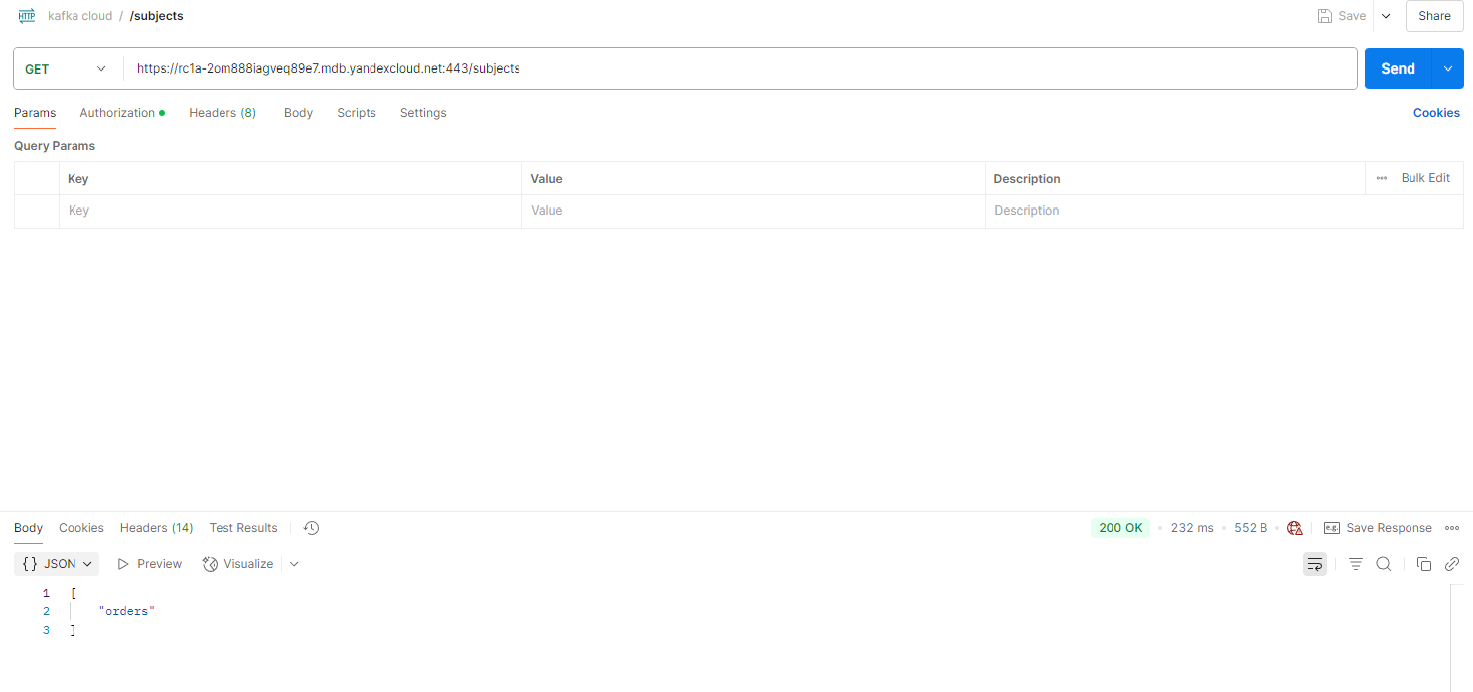 HTTP kafka cloud / /subjects Save Share
GET https://rc1a-2om888iagveq89e7.mdb.yandexcloud.net:443/subjects Send
Params Authorization Headers (8) Body Scripts Settings Cookies
Query Params
Key Value Description Bulk Edit
Key Value Description
Body Cookies Headers (14) Test Results 200 OK 232 ms 552 B e.g. Save Response
{} JSON Preview Visualize
1 [
2 "orders"
3 ]